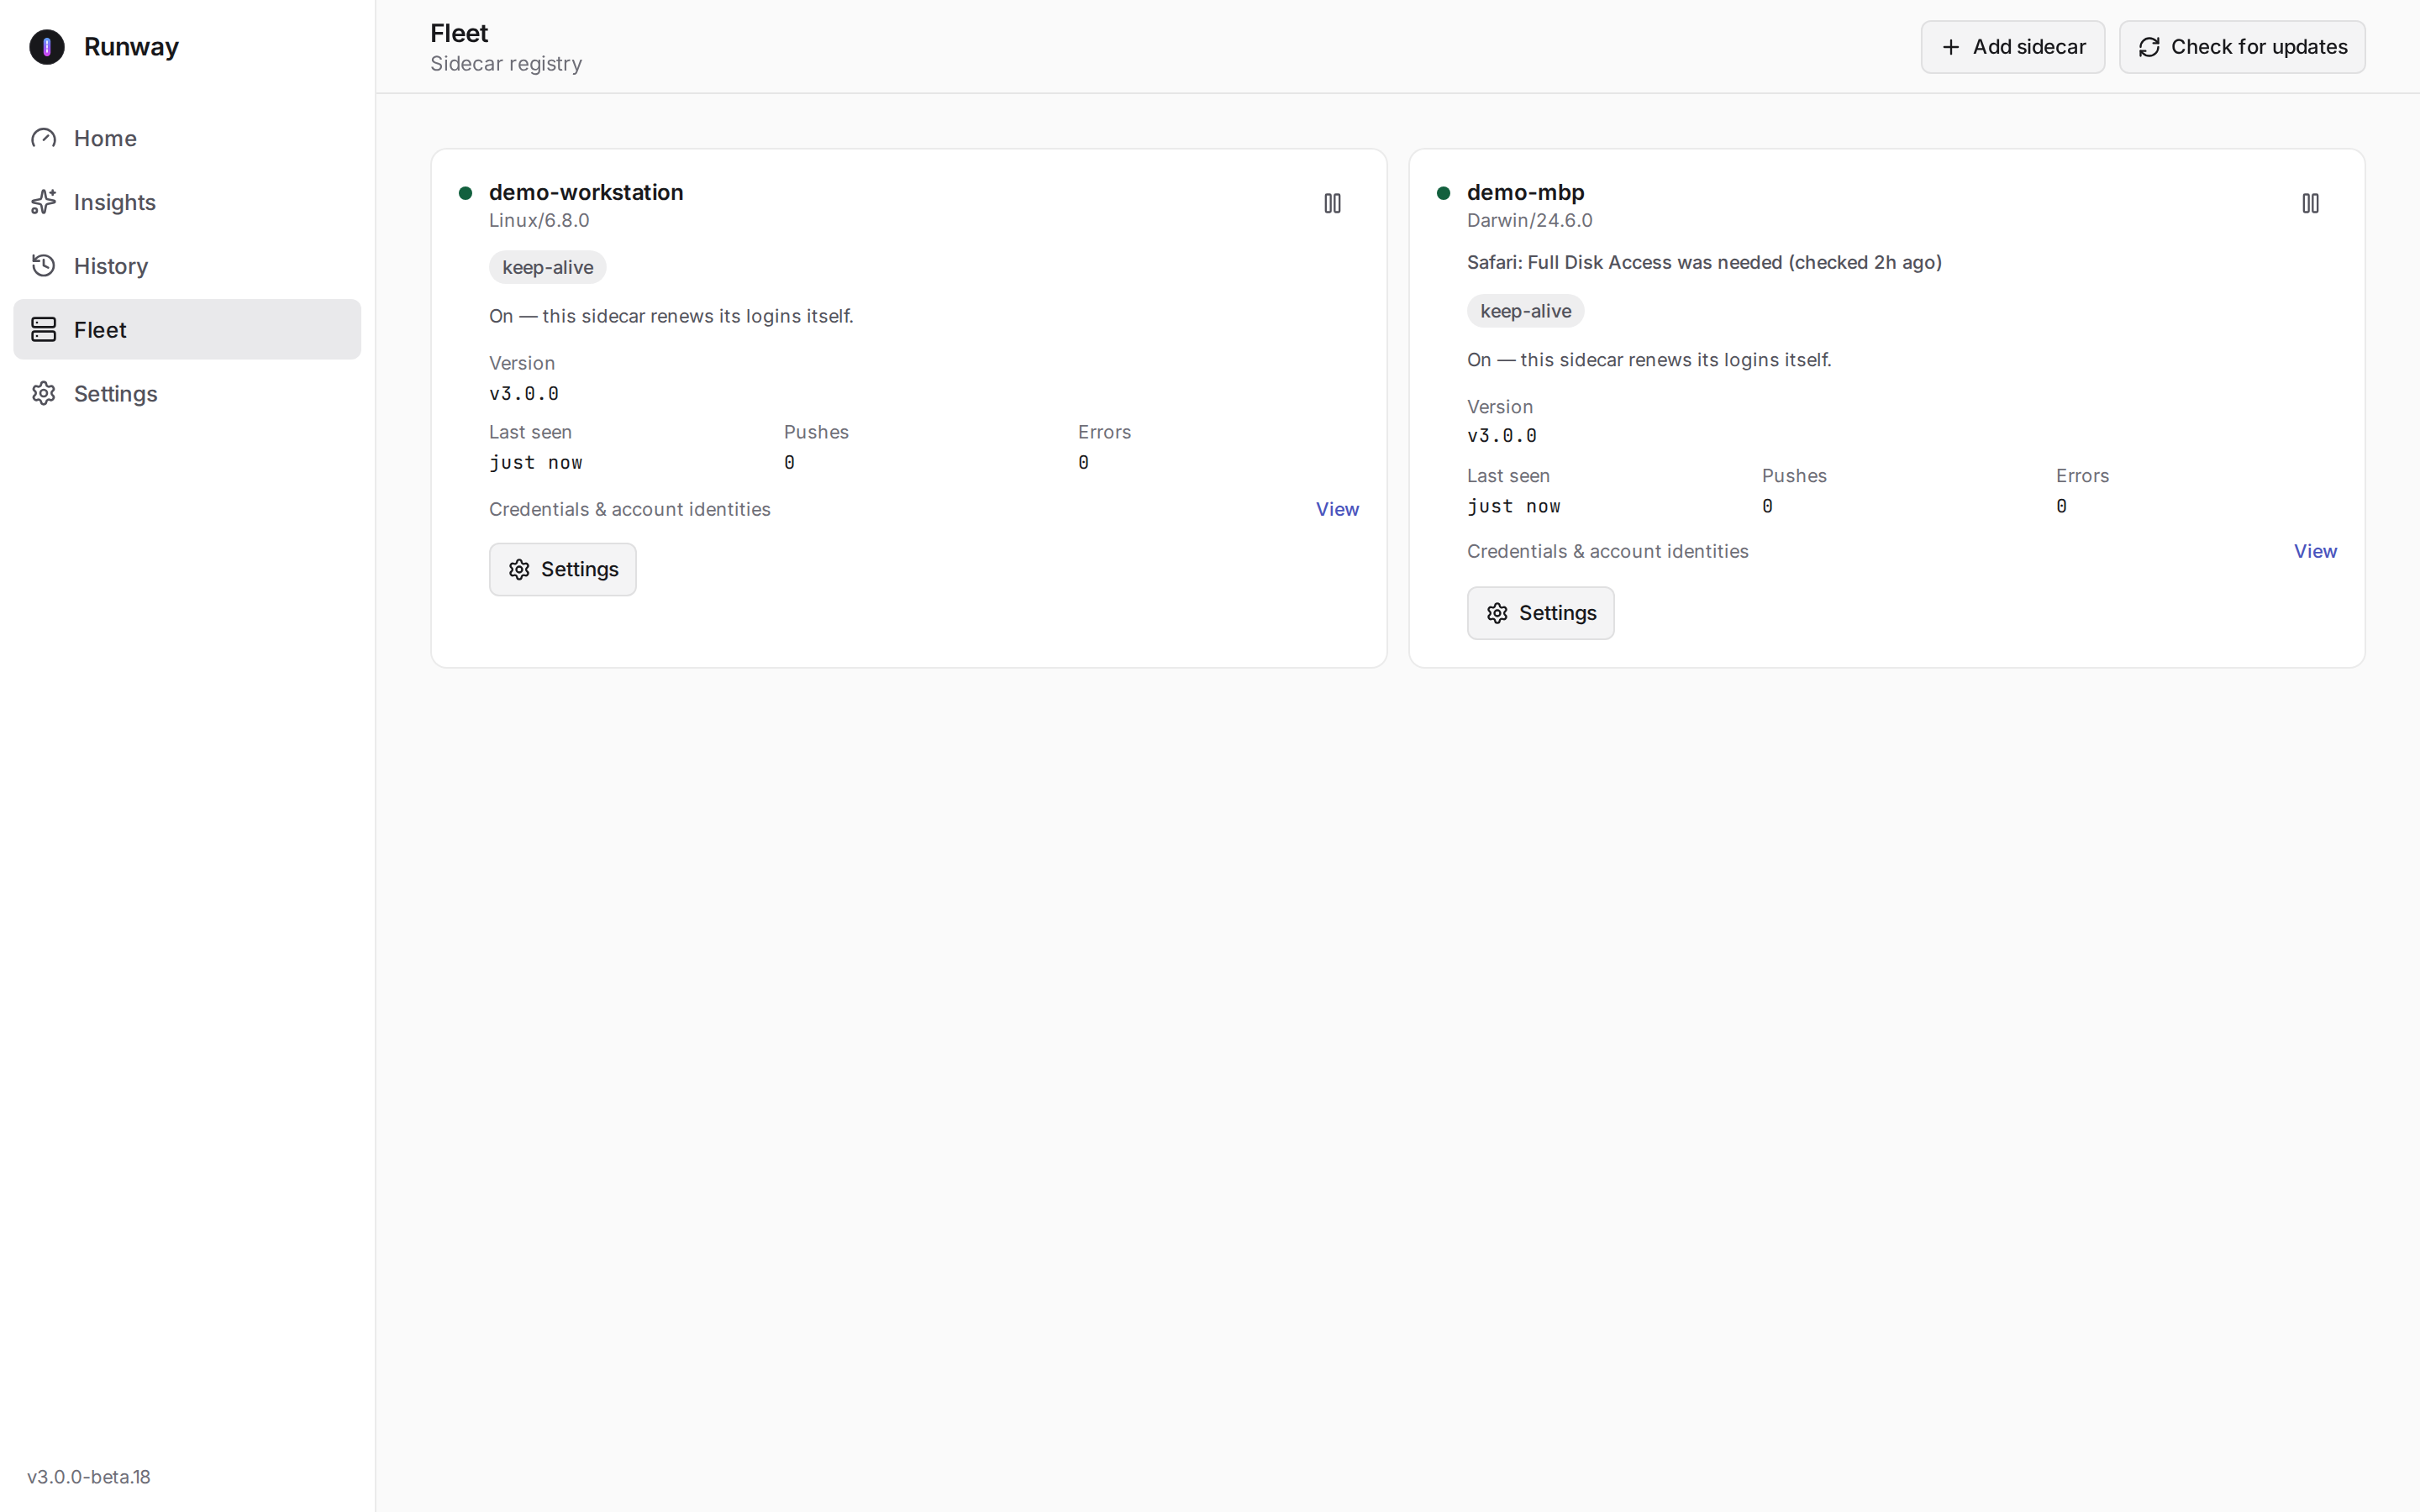 Runway
Home
Insights
History
Fleet
Settings
v3.0.0-beta.18
Fleet
Sidecar registry
Add sidecar
Check for updates
demo-workstation
Linux/6.8.0
keep-alive
On — this sidecar renews its logins itself.
Version
v3.0.0
Last seen Pushes Errors
just now 0 0
Credentials & account identities View
Settings
demo-mbp
Darwin/24.6.0
Safari: Full Disk Access was needed (checked 2h ago)
keep-alive
On — this sidecar renews its logins itself.
Version
v3.0.0
Last seen Pushes Errors
just now 0 0
Credentials & account identities View
Settings